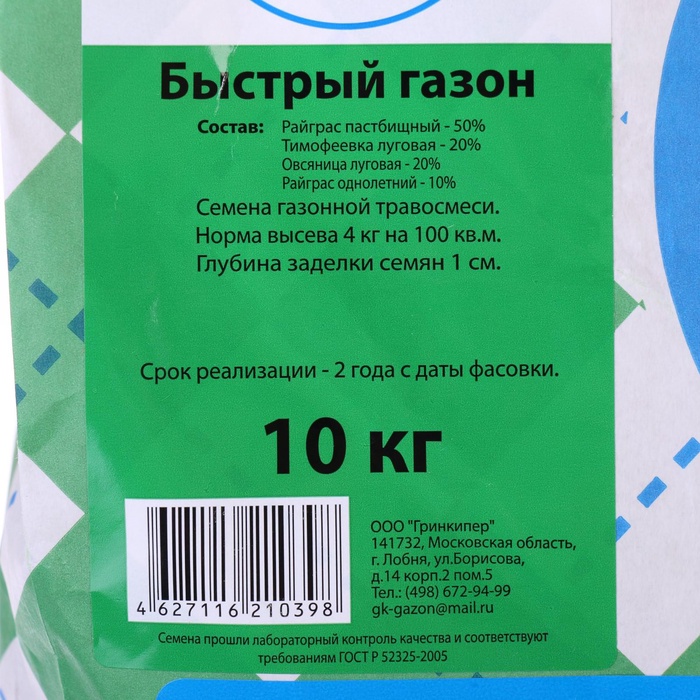 Быстрый газон
Состав: Райграс пастбищный - 50%
Тимофеевка луговая - 20%
Овсяница луговая - 20%
Райграс однолетний - 10%
Семена газонной травосмеси.
Норма высева 4 кг на 100 кв.м.
Глубина заделки семян 1 см.
Срок реализации - 2 года с даты фасовки.
10 кг
ООО "Гринкипер"
141732, Московская область,
г. Лобня, ул.Борисова,
д.14 корп.2 пом.5
Тел.: (498) 672-94-99
gk-gazon@mail.ru
4 627116 210398
Семена прошли лабораторный контроль качества и соответствуют
требованиям ГОСТ Р 52325-2005